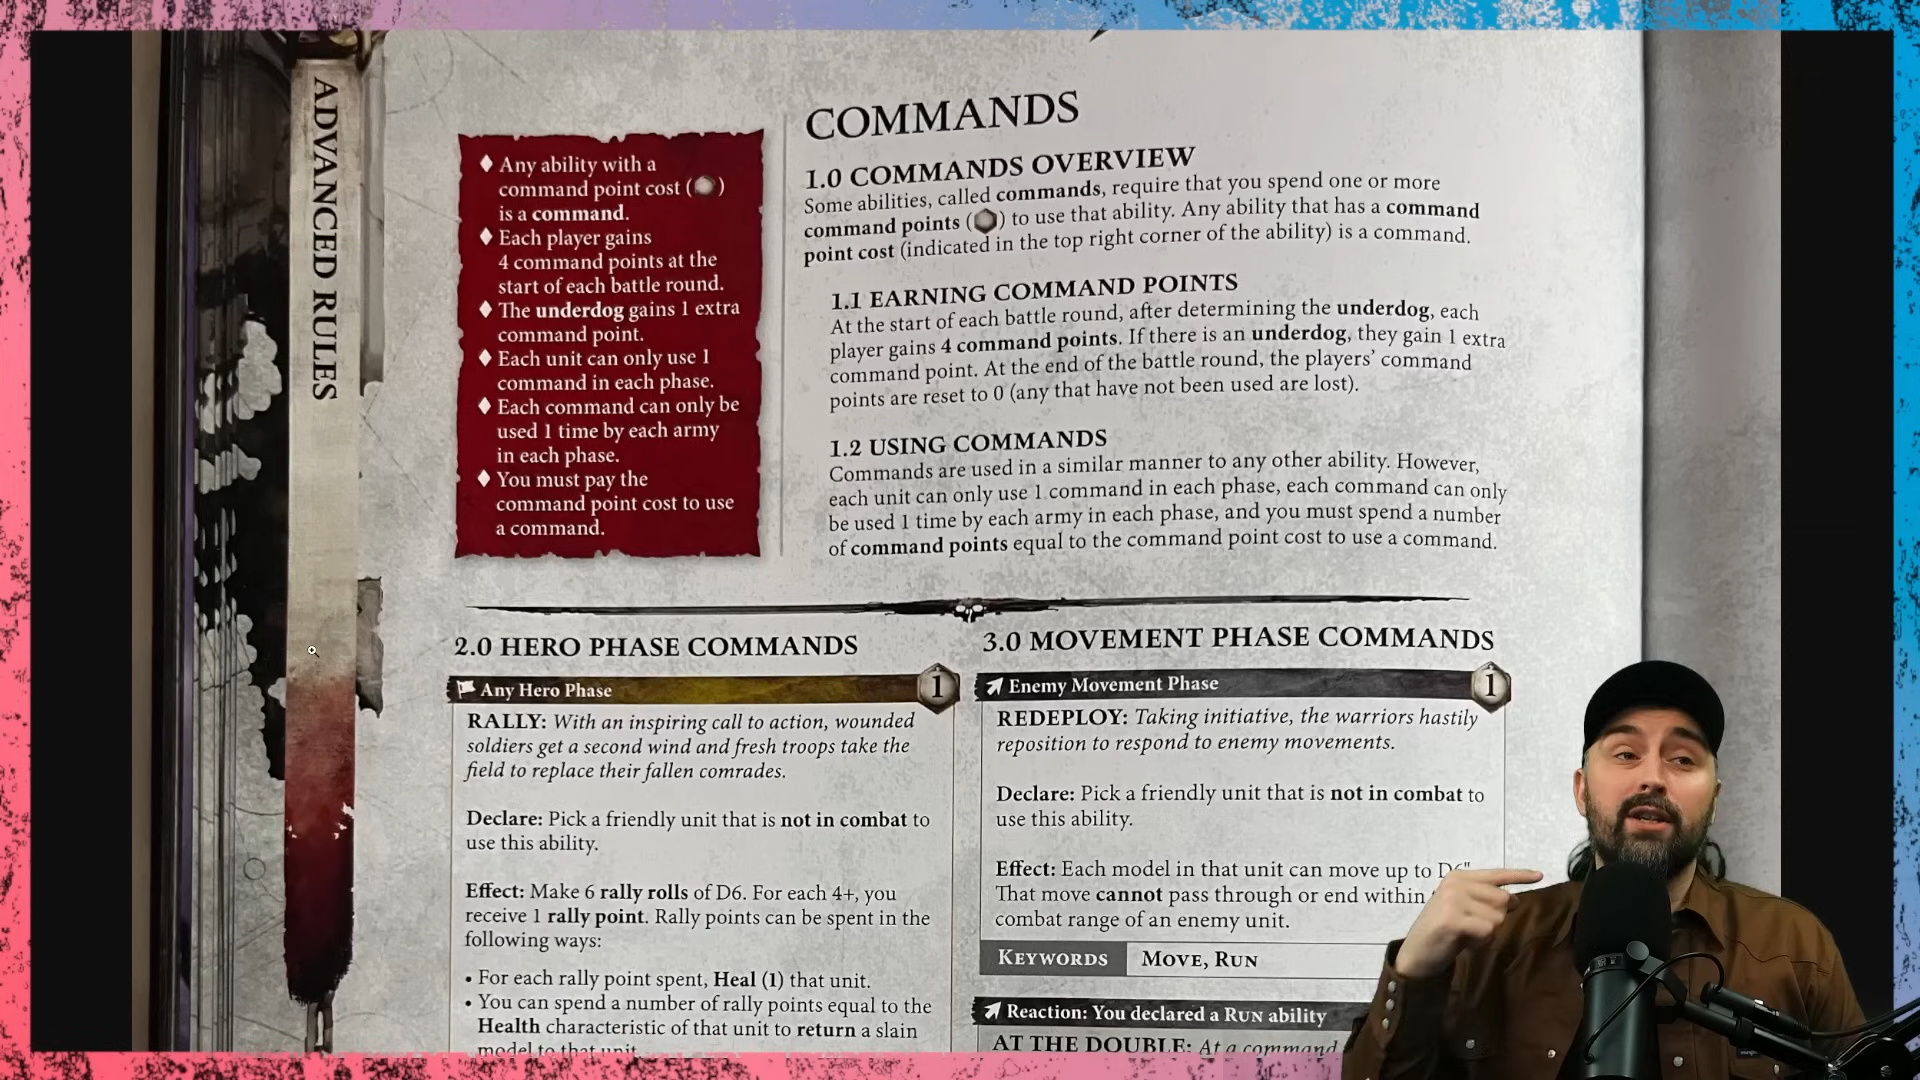 ADVANCED RULES
♦ Any ability with a
command point cost ( )
is a command.
♦ Each player gains
4 command points at the
start of each battle round.
♦ The underdog gains 1 extra
command point.
♦ Each unit can only use 1
command in each phase.
♦ Each command can only be
used 1 time by each army
in each phase.
♦ You must pay the
command point cost to use
a command.
COMMANDS
1.0 COMMANDS OVERVIEW
Some abilities, called commands, require that you spend one or more
command points ( ) to use that ability. Any ability that has a command
point cost (indicated in the top right corner of the ability) is a command.
1.1 EARNING COMMAND POINTS
At the start of each battle round, after determining the underdog, each
player gains 4 command points. If there is an underdog, they gain 1 extra
command point. At the end of the battle round, the players’ command
points are reset to 0 (any that have not been used are lost).
1.2 USING COMMANDS
Commands are used in a similar manner to any other ability. However,
each unit can only use 1 command in each phase, each command can only
be used 1 time by each army in each phase, and you must spend a number
of command points equal to the command point cost to use a command.
2.0 HERO PHASE COMMANDS
Any Hero Phase 1
RALLY: With an inspiring call to action, wounded
soldiers get a second wind and fresh troops take the
field to replace their fallen comrades.
Declare: Pick a friendly unit that is not in combat to
use this ability.
Effect: Make 6 rally rolls of D6. For each 4+, you
receive 1 rally point. Rally points can be spent in the
following ways:
• For each rally point spent, Heal (1) that unit.
• You can spend a number of rally points equal to the
Health characteristic of that unit to return a slain
model to that unit
3.0 MOVEMENT PHASE COMMANDS
Enemy Movement Phase 1
REDEPLOY: Taking initiative, the warriors hastily
reposition to respond to enemy movements.
Declare: Pick a friendly unit that is not in combat to
use this ability.
Effect: Each model in that unit can move up to D6"
That move cannot pass through or end within
combat range of an enemy unit.
KEYWORDS MOVE, RUN
Reaction: You declared a RUN ability
AT THE DOUBLE: At a command